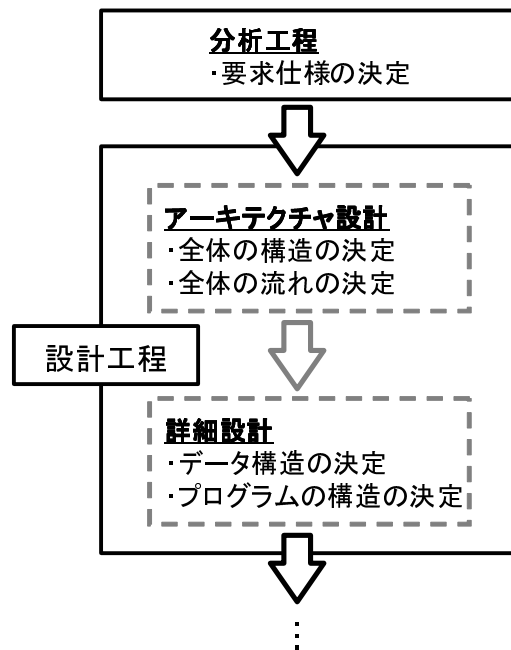 分析工程
・要求仕様の決定
アーキテクチャ設計
・全体の構造の決定
・全体の流れの決定
設計工程
詳細設計
・データ構造の決定
・プログラムの構造の決定
⋮